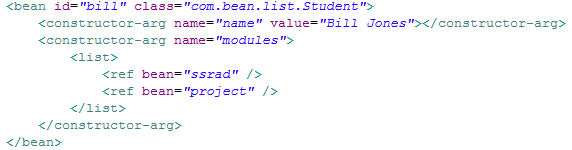 <bean id="bill" class="com.bean.list.Student">
    <constructor-arg name="name" value="Bill Jones"></constructor-arg>
    <constructor-arg name="modules">
        <list>
            <ref bean="ssrad" />
            <ref bean="project" />
        </list>
    </constructor-arg>
</bean>